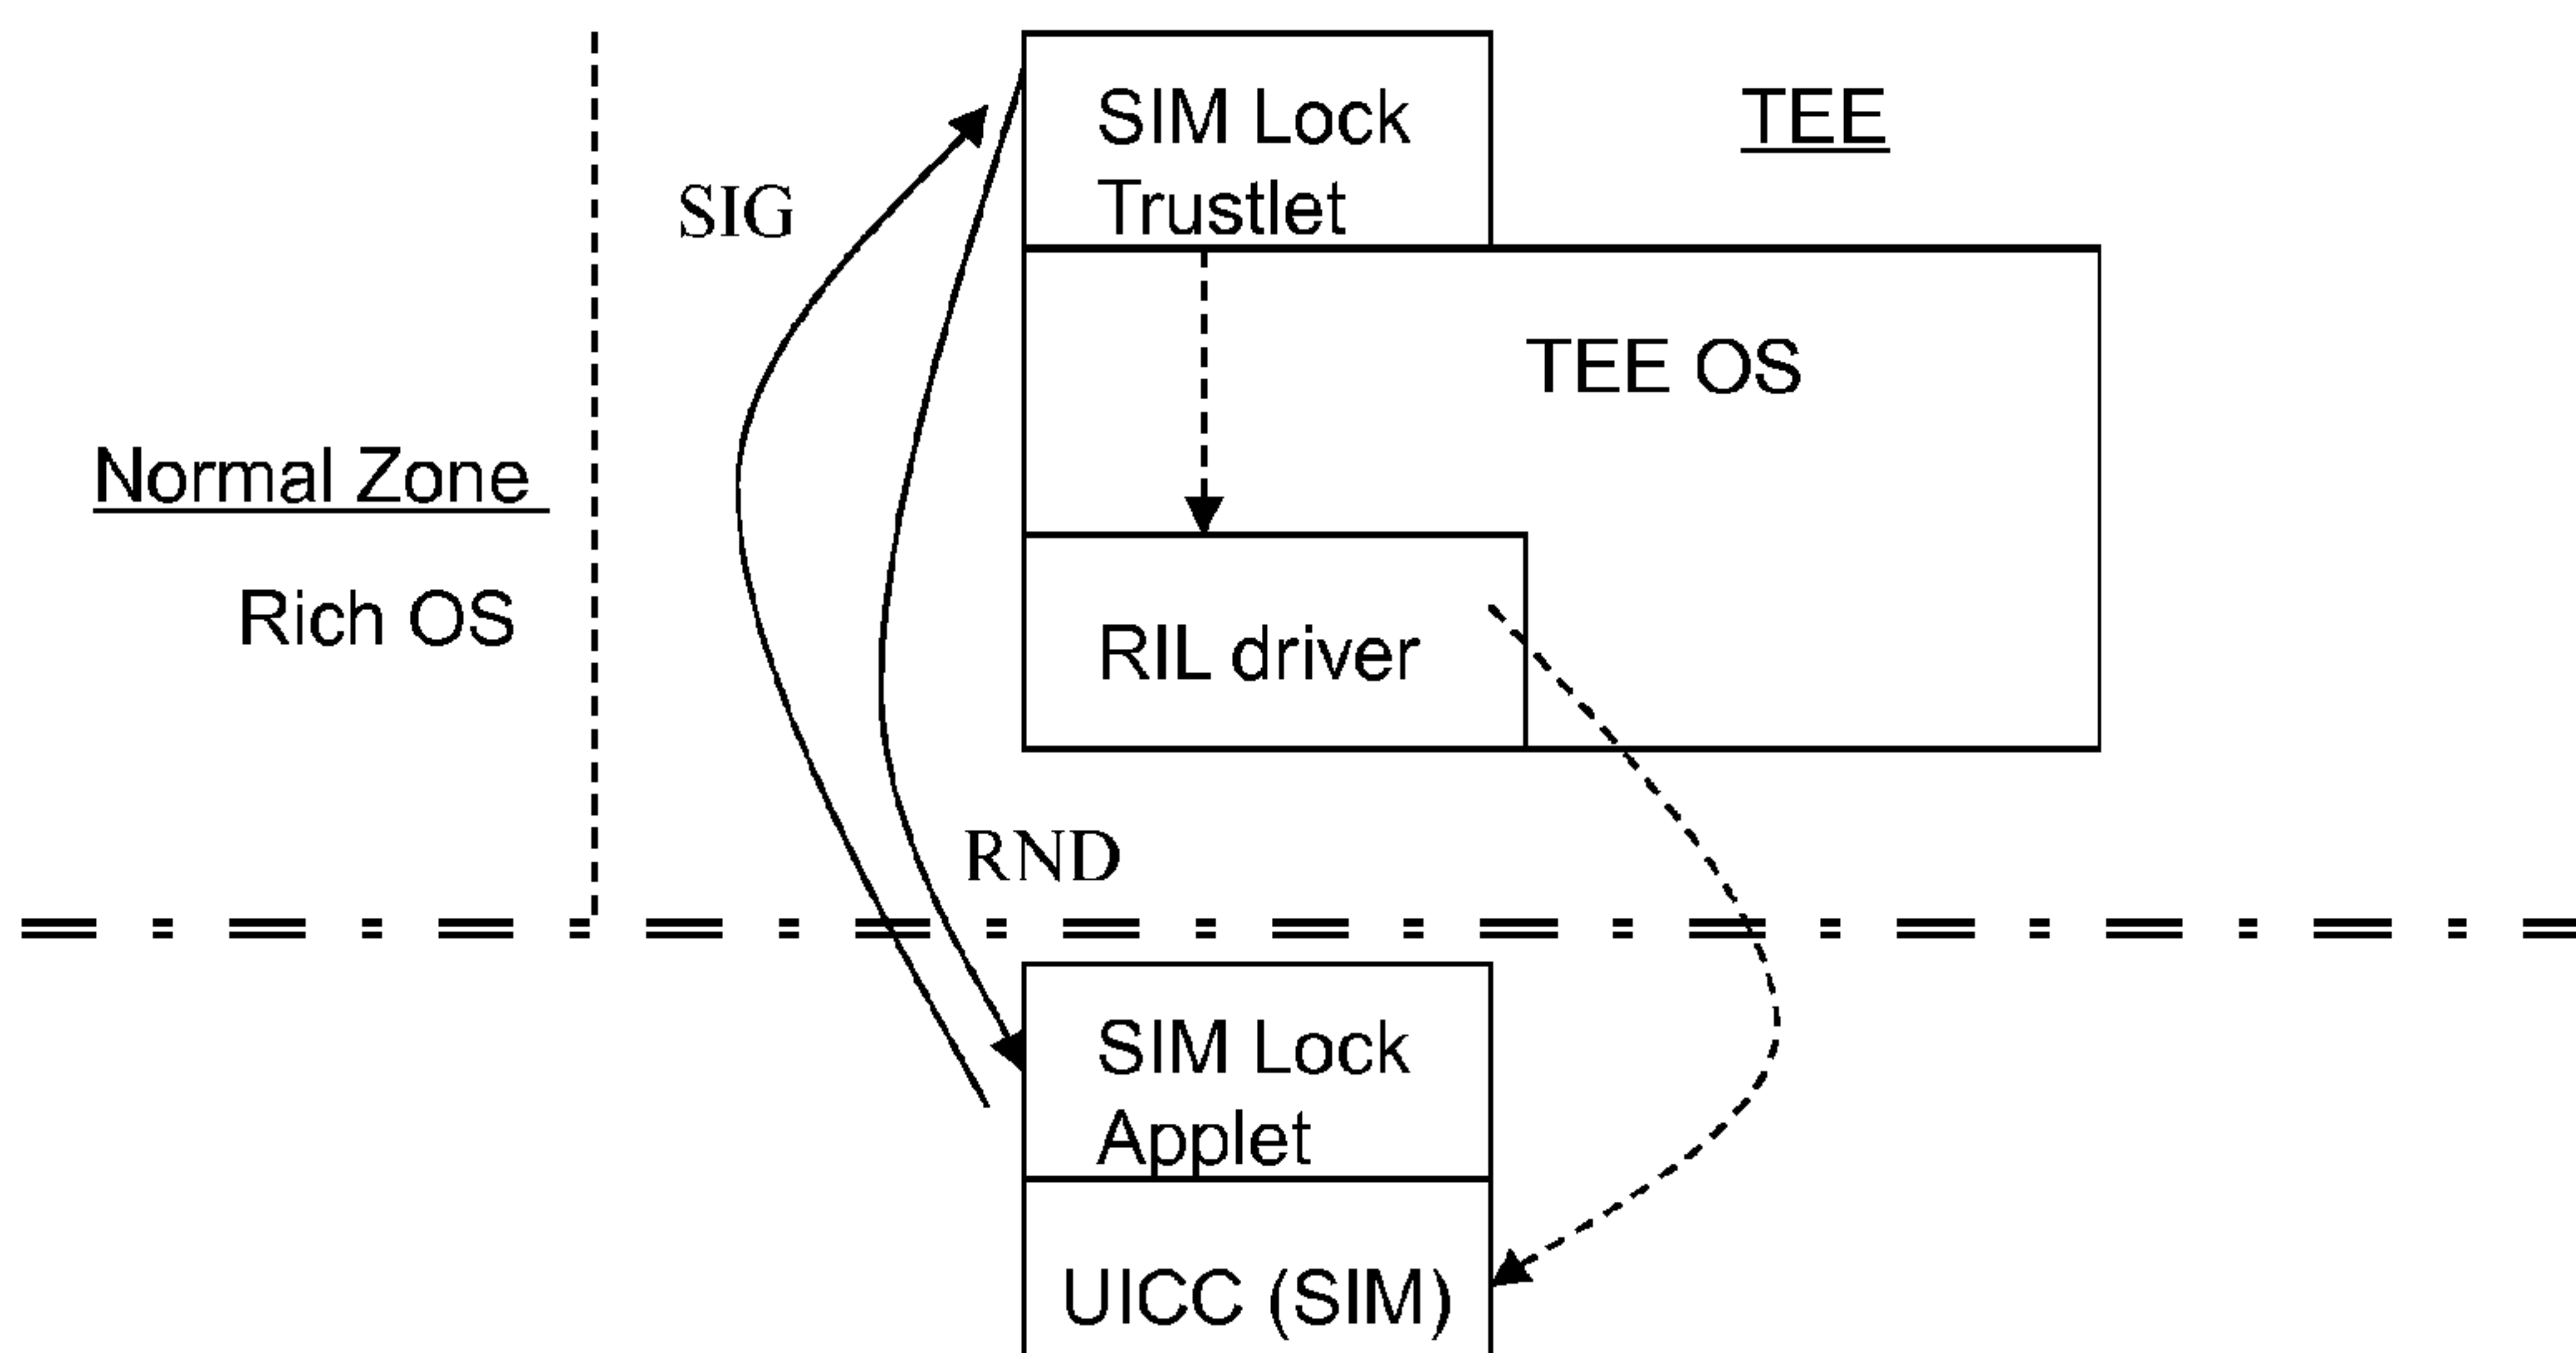 SIM Lock
Trustlet
TEE
SIG
TEE OS
Normal Zone
Rich OS
RIL driver
RND
SIM Lock
Applet
UICC (SIM)